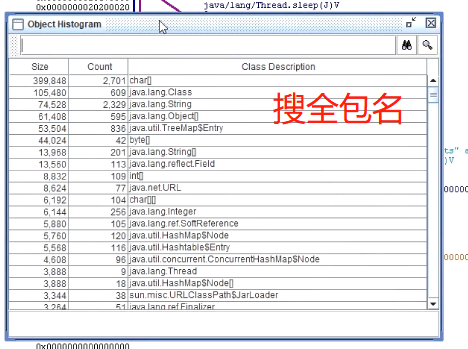 0x0000000020200020
java/lang/Thread.sleep(J)V
Object Histogram
Size Count Class Description
399,848 2,701 char[]
105,480 609 java.lang.Class
74,528 2,329 java.lang.String
61,408 595 java.lang.Object[]
53,504 836 java.util.TreeMap$Entry
44,024 42 byte[]
13,968 201 java.lang.String[]
13,560 113 java.lang.reflect.Field
8,832 109 int[]
8,624 77 java.net.URL
6,192 104 char[][]
6,144 256 java.lang.Integer
5,880 105 java.lang.ref.SoftReference
5,760 120 java.util.HashMap$Node
5,568 116 java.util.Hashtable$Entry
4,608 96 java.util.concurrent.ConcurrentHashMap$Node
3,888 9 java.lang.Thread
3,888 18 java.util.HashMap$Node[]
3,344 38 sun.misc.URLClassPath$JarLoader
3,264 51 java.lang.ref.Finalizer
搜全包名
ts" e
)V
00000
00000
0x0000000000000000